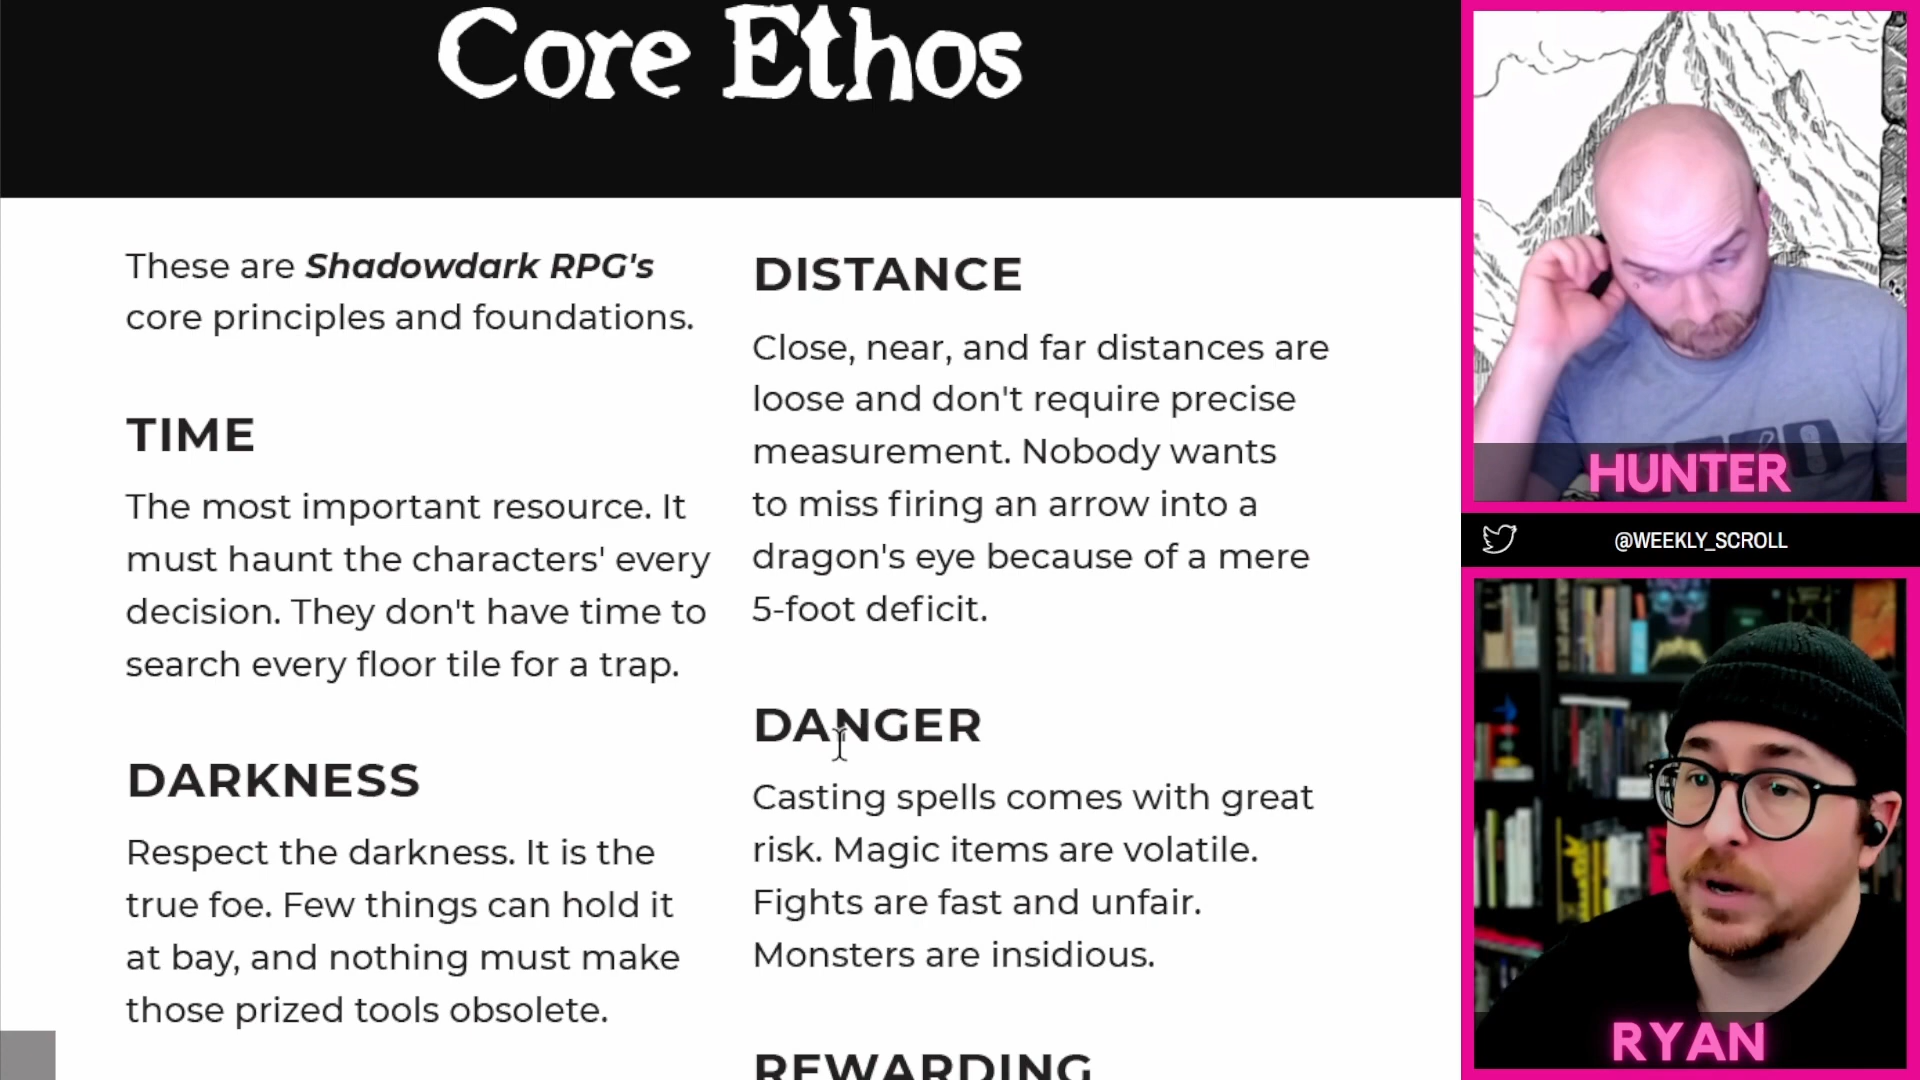 Core Ethos
These are Shadowdark RPG's
core principles and foundations.
TIME
The most important resource. It
must haunt the characters' every
decision. They don't have time to
search every floor tile for a trap.
DARKNESS
Respect the darkness. It is the
true foe. Few things can hold it
at bay, and nothing must make
those prized tools obsolete.
DISTANCE
Close, near, and far distances are
loose and don't require precise
measurement. Nobody wants
to miss firing an arrow into a
dragon's eye because of a mere
5-foot deficit.
DANGER
Casting spells comes with great
risk. Magic items are volatile.
Fights are fast and unfair.
Monsters are insidious.
REWARDING
HUNTER
@WEEKLY_SCROLL
RYAN